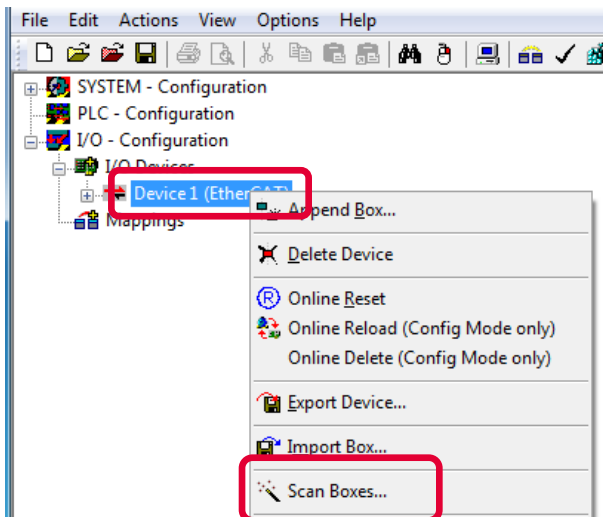 File Edit Actions View Options Help
SYSTEM - Configuration
PLC - Configuration
I/O - Configuration
I/O Devices
Device 1 (EtherCAT)
Mappings
Append Box...
Delete Device
Online Reset
Online Reload (Config Mode only)
Online Delete (Config Mode only)
Export Device...
Import Box...
Scan Boxes...